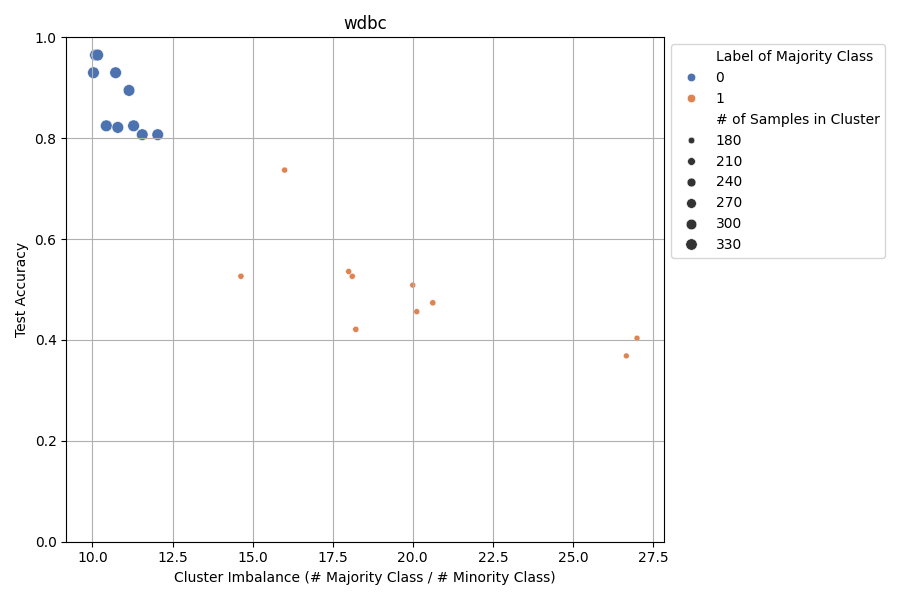 wdbc
Test Accuracy
1.0
0.8
0.6
0.4
0.2
0.0
10.0 12.5 15.0 17.5 20.0 22.5 25.0 27.5
Cluster Imbalance (# Majority Class / # Minority Class)
Label of Majority Class
0
1
# of Samples in Cluster
180
210
240
270
300
330